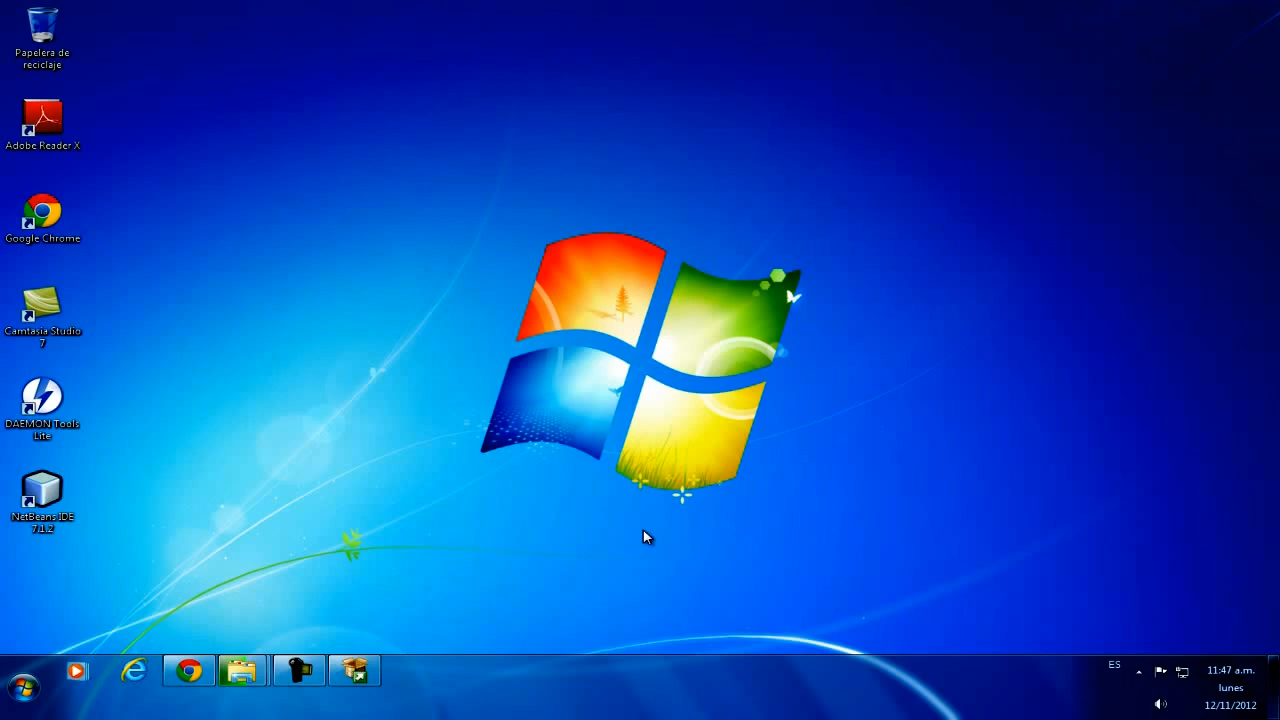 Papelera de
reciclaje
Adobe Reader X
Google Chrome
Camtasia Studio
7
DAEMON Tools
Lite
NetBeans IDE
7.1.2
ES
11:47 a.m.
lunes
12/11/2012